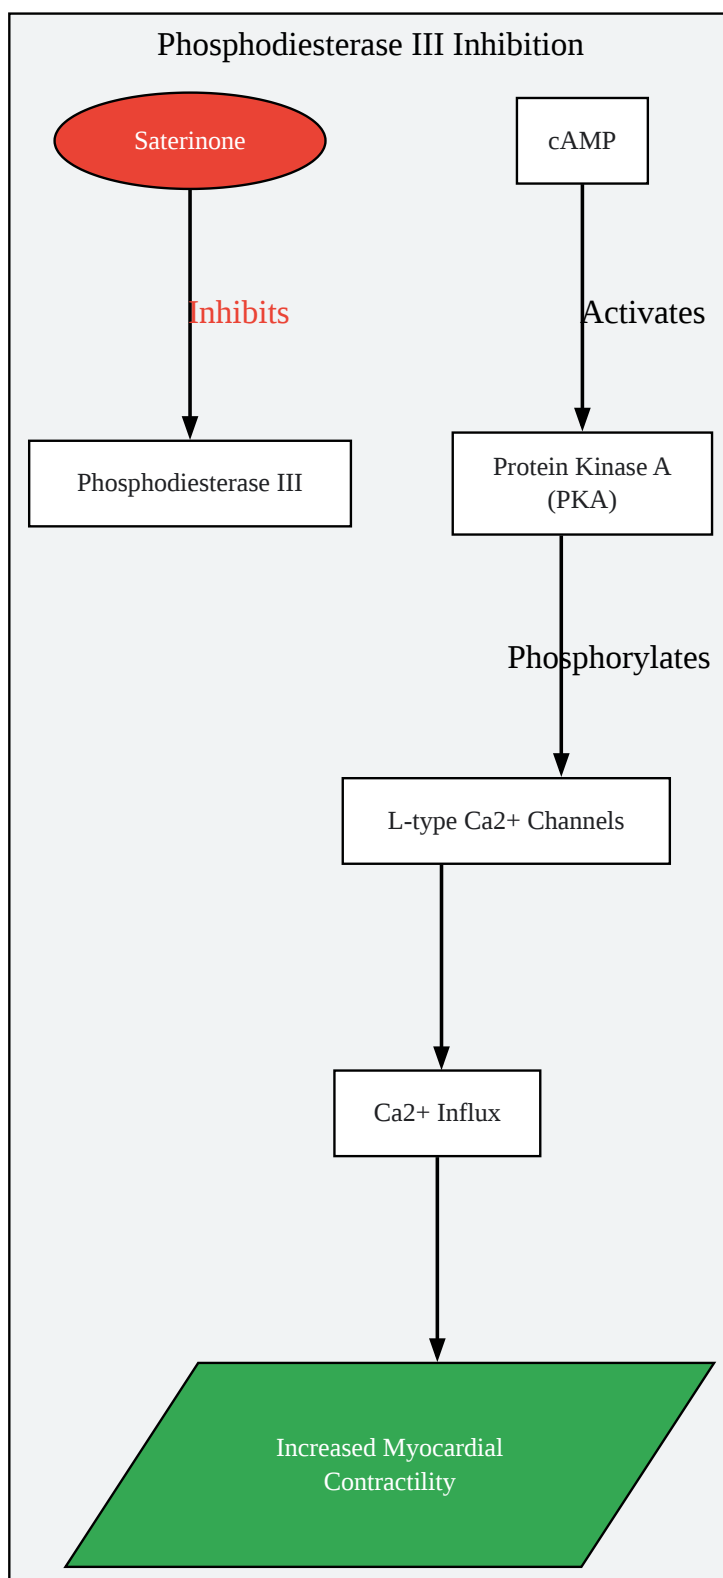 Phosphodiesterase III Inhibition
Saterinone
cAMP
Inhibits
Activates
Phosphodiesterase III
Protein Kinase A
(PKA)
Phosphorylates
L-type Ca2+ Channels
Ca2+ Influx
Increased Myocardial
Contractility